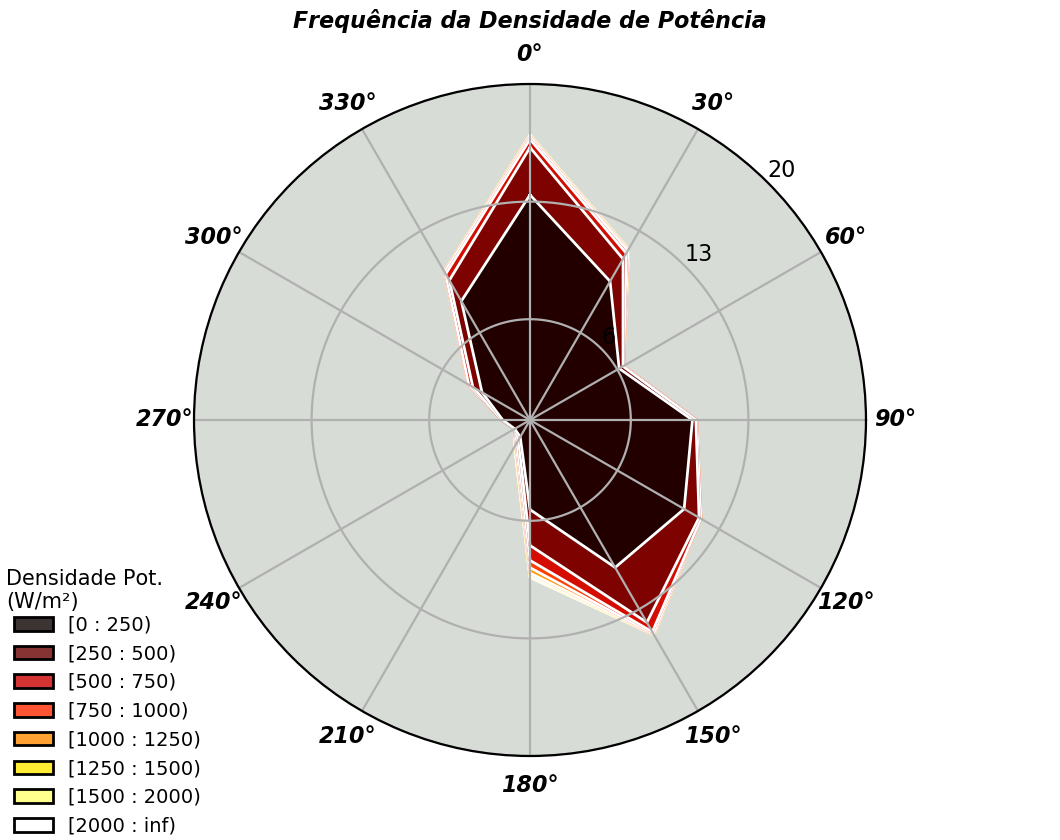 Frequência da Densidade de Potência
0°
330°
30°
20
300°
60°
13
6
270°
90°
Densidade Pot.
(W/m²)
240°
120°
[0 : 250)
[250 : 500)
[500 : 750)
[750 : 1000)
210°
150°
[1000 : 1250)
[1250 : 1500)
180°
[1500 : 2000)
[2000 : inf)